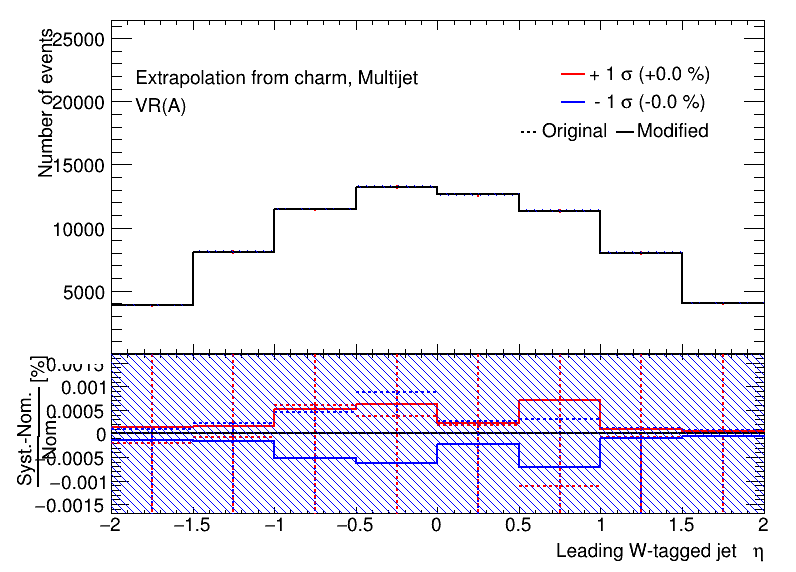 Number of events
25000
20000
15000
10000
5000
Extrapolation from charm, Multijet
VR(A)
+ 1 σ (+0.0 %)
- 1 σ (-0.0 %)
Original
Modified
Syst.-Nom.
Nom.
[%]
0.0015
0.001
0.0005
0
−0.0005
−0.001
−0.0015
−2 −1.5 −1 −0.5 0 0.5 1 1.5 2
Leading W-tagged jet η